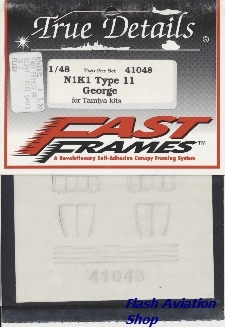 True Details
®
1/48 Two Per Set 41048
N1K1 Type 11
George
for Tamiya kits
FAST
FRAMES™
A Revolutionary Self-Adhesive Canopy Framing System
41048
Flash Aviation
Shop